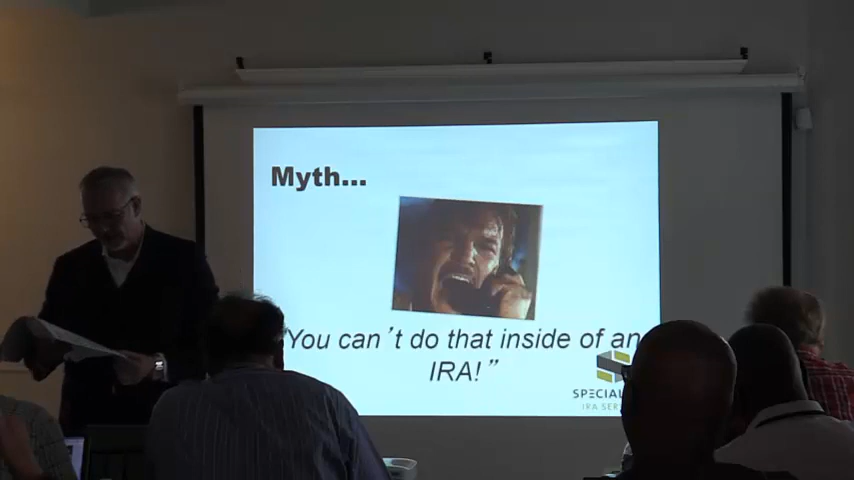 Myth...
"You can't do that inside of an
IRA!"
SPECIAL
IRA SER